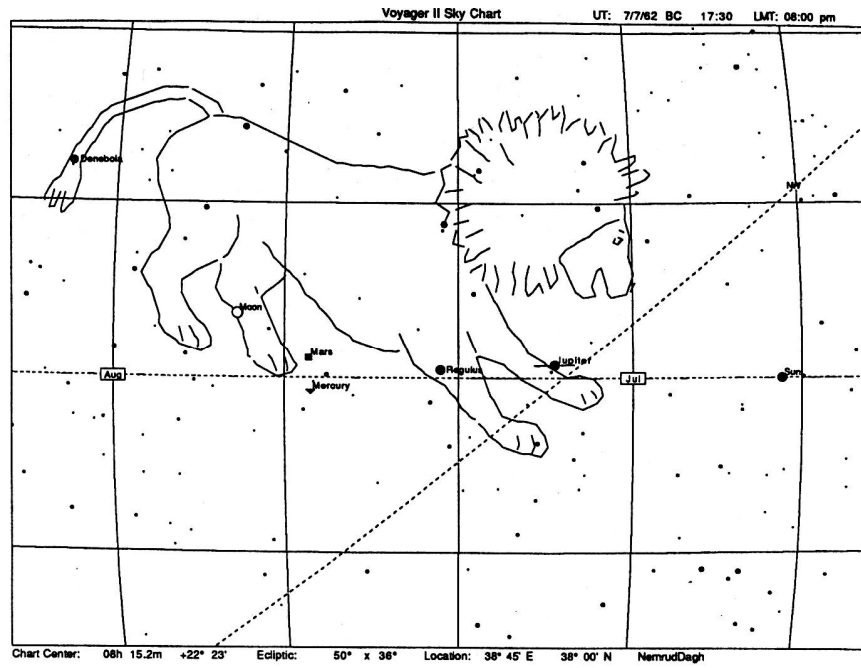 Voyager II Sky Chart UT: 7/7/62 BC 17:30 LMT: 08:00 pm
Denebola
NW
Moon
Mars
Jupiter
Regulus
Aug
Jul
Sun
Mercury
Chart Center: 08h 15.2m +22° 23' Ecliptic: 50° x 36° Location: 38° 45' E 38° 00' N NemrudDagh